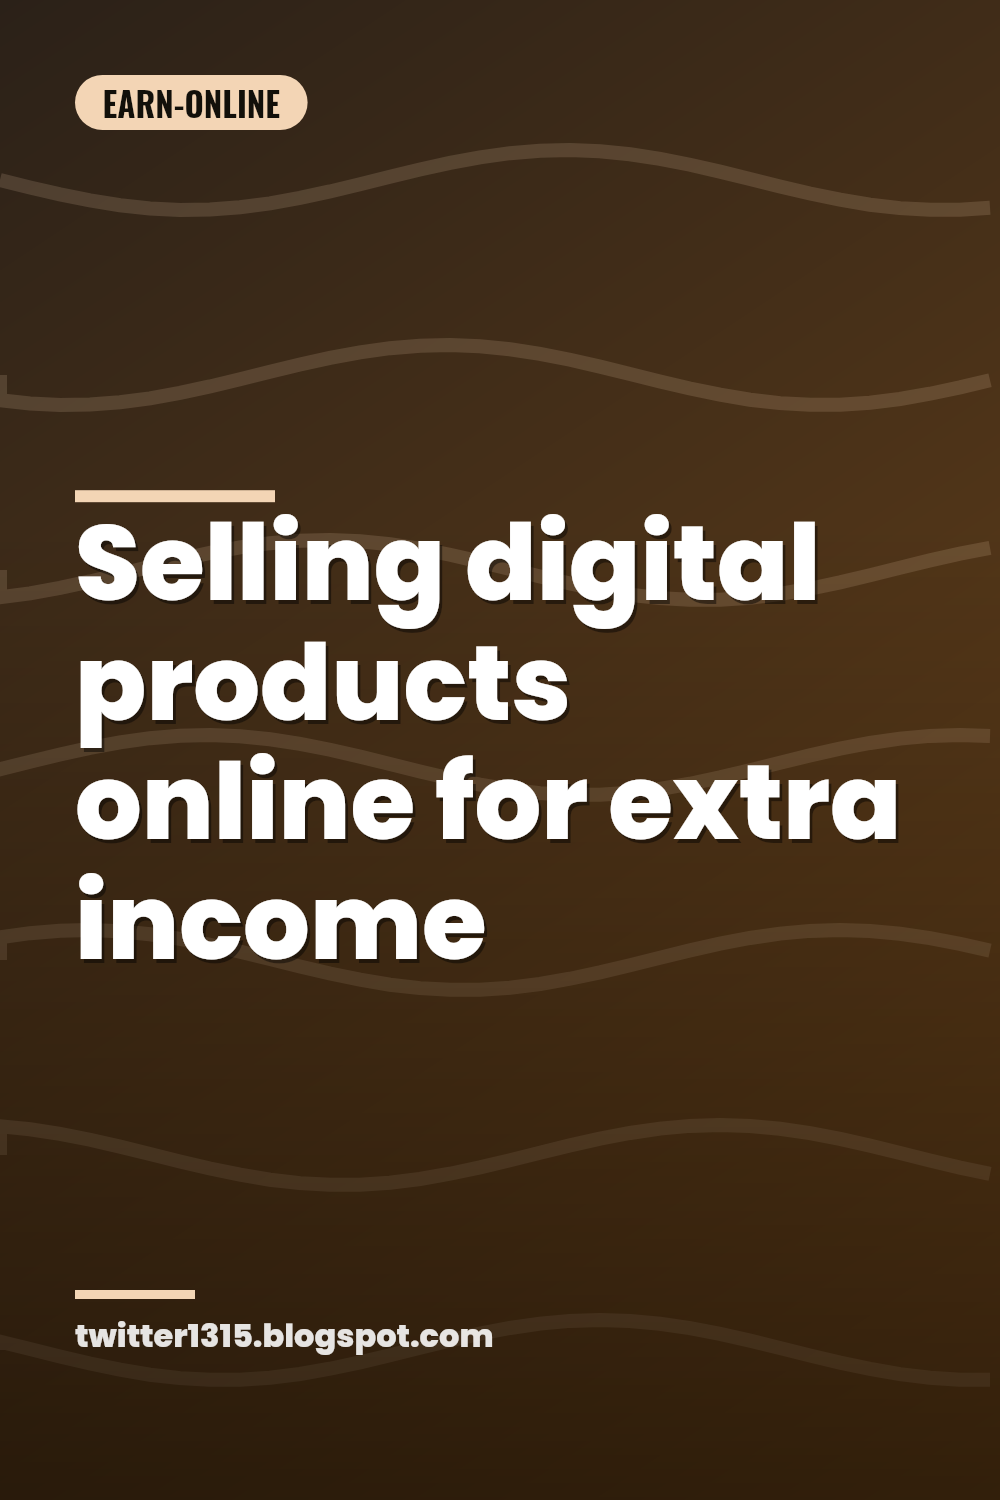 EARN-ONLINE
Selling digital
products
online for extra
income
twitter1315.blogspot.com